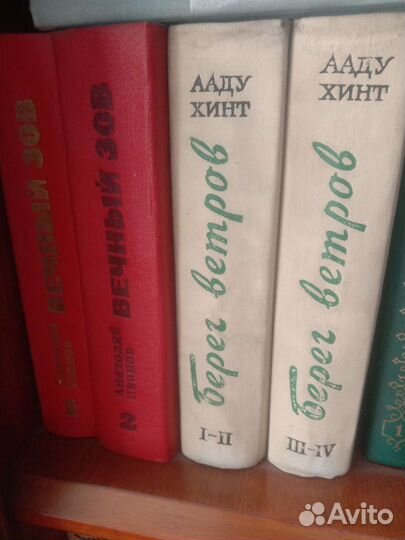 ВЕЧНЫЙ ЗОВ
Анатолий
Иванов
ВЕЧНЫЙ ЗОВ
2
ААДУ
ХИНТ
Берег ветров
I-II
ААДУ
ХИНТ
Берег ветров
III-IV
Avito